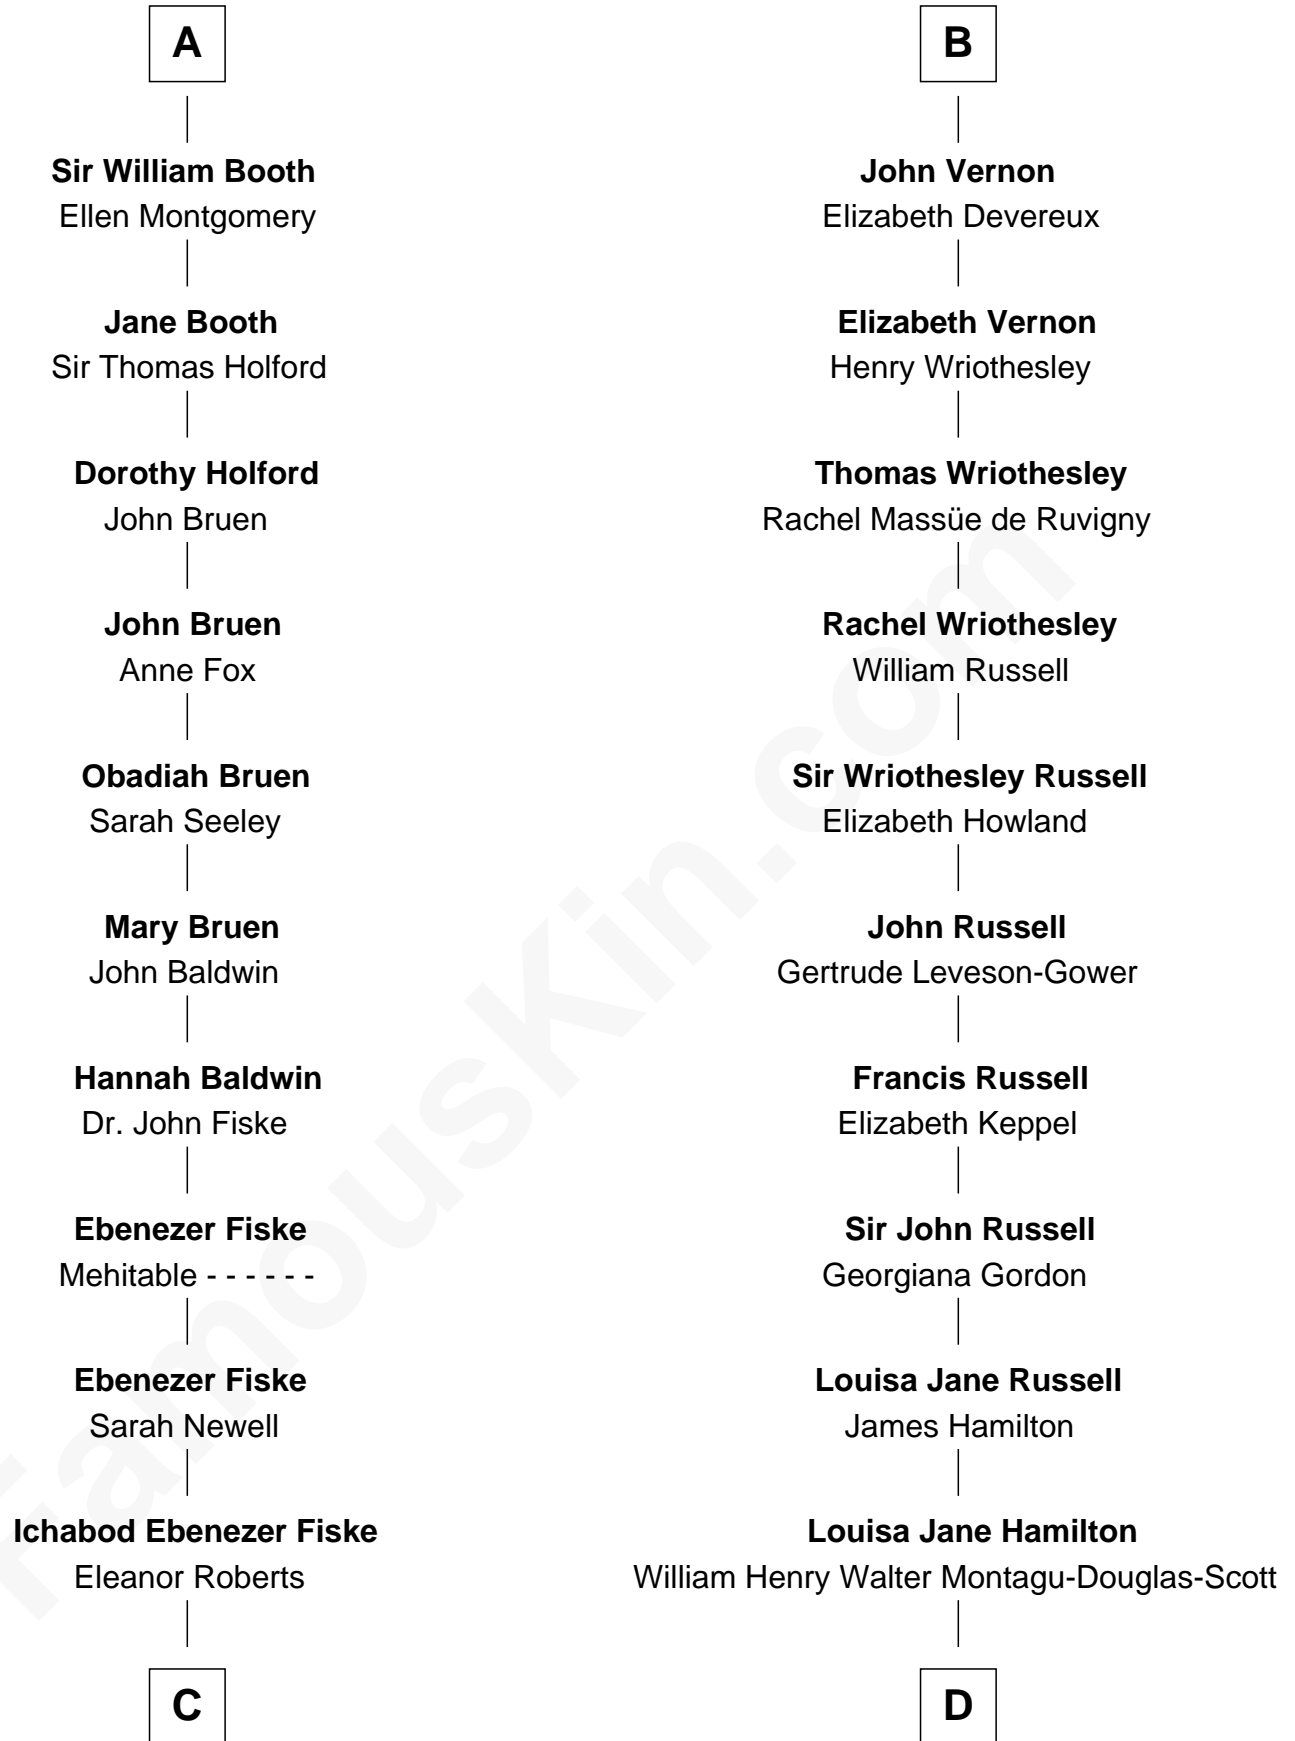 A
Sir William Booth
Ellen Montgomery
Jane Booth
Sir Thomas Holford
Dorothy Holford
John Bruen
John Bruen
Anne Fox
Obadiah Bruen
Sarah Seeley
Mary Bruen
John Baldwin
Hannah Baldwin
Dr. John Fiske
Ebenezer Fiske
Mehitable - - - - - -
Ebenezer Fiske
Sarah Newell
Ichabod Ebenezer Fiske
Eleanor Roberts
C
B
John Vernon
Elizabeth Devereux
Elizabeth Vernon
Henry Wriothesley
Thomas Wriothesley
Rachel Massüe de Ruvigny
Rachel Wriothesley
William Russell
Sir Wriothesley Russell
Elizabeth Howland
John Russell
Gertrude Leveson-Gower
Francis Russell
Elizabeth Keppel
Sir John Russell
Georgiana Gordon
Louisa Jane Russell
James Hamilton
Louisa Jane Hamilton
William Henry Walter Montagu-Douglas-Scott
D
FamousKin.com